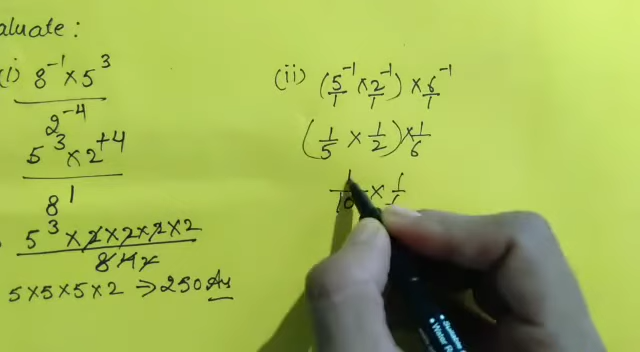 aluate:
(i) 8⁻¹ × 5³ / 2⁻⁴
5³ × 2⁺⁴ / 8¹
5³ × 2 × 2 × 2 × 2 / 8
5 × 5 × 5 × 2 → 250 Ans
(ii) (5⁻¹/1 × 2⁻¹/1) × 6⁻¹/1
(1/5 × 1/2) × 1/6
1/10 × 1/